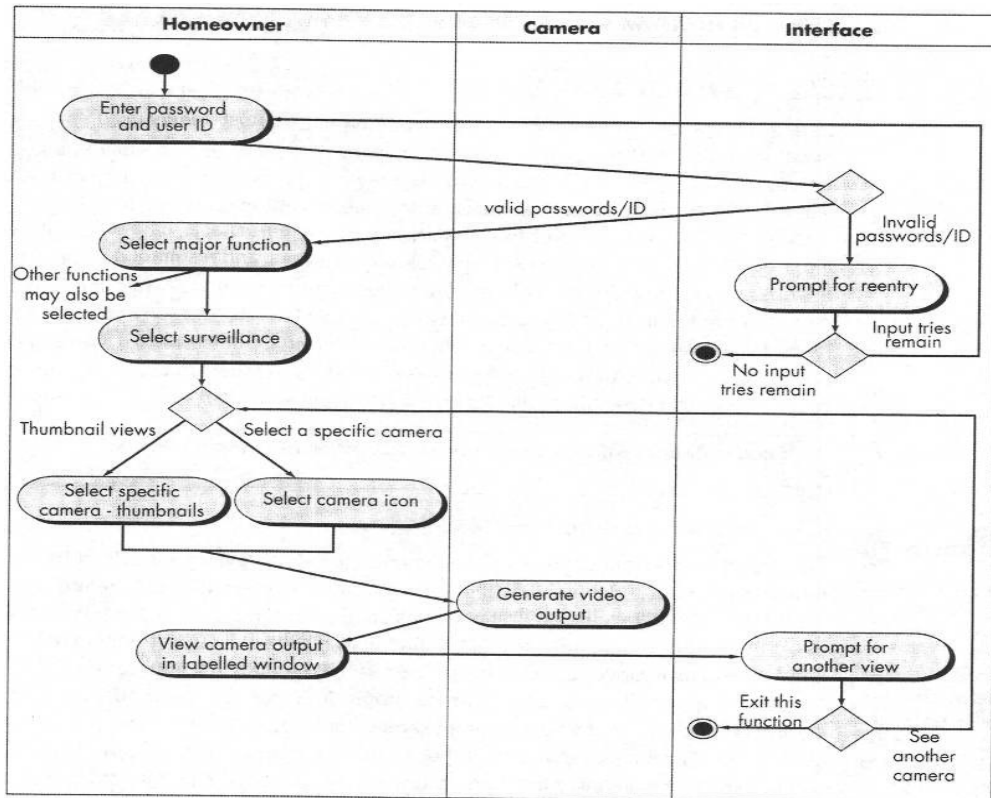 Homeowner
Camera
Interface
Enter password
and user ID
valid passwords/ID
Invalid
passwords/ID
Select major function
Other functions
may also be
selected
Prompt for reentry
Select surveillance
Input tries
remain
No input
tries remain
Thumbnail views
Select a specific camera
Select specific
camera - thumbnails
Select camera icon
Generate video
output
View camera output
in labelled window
Prompt for
another view
Exit this
function
See
another
camera